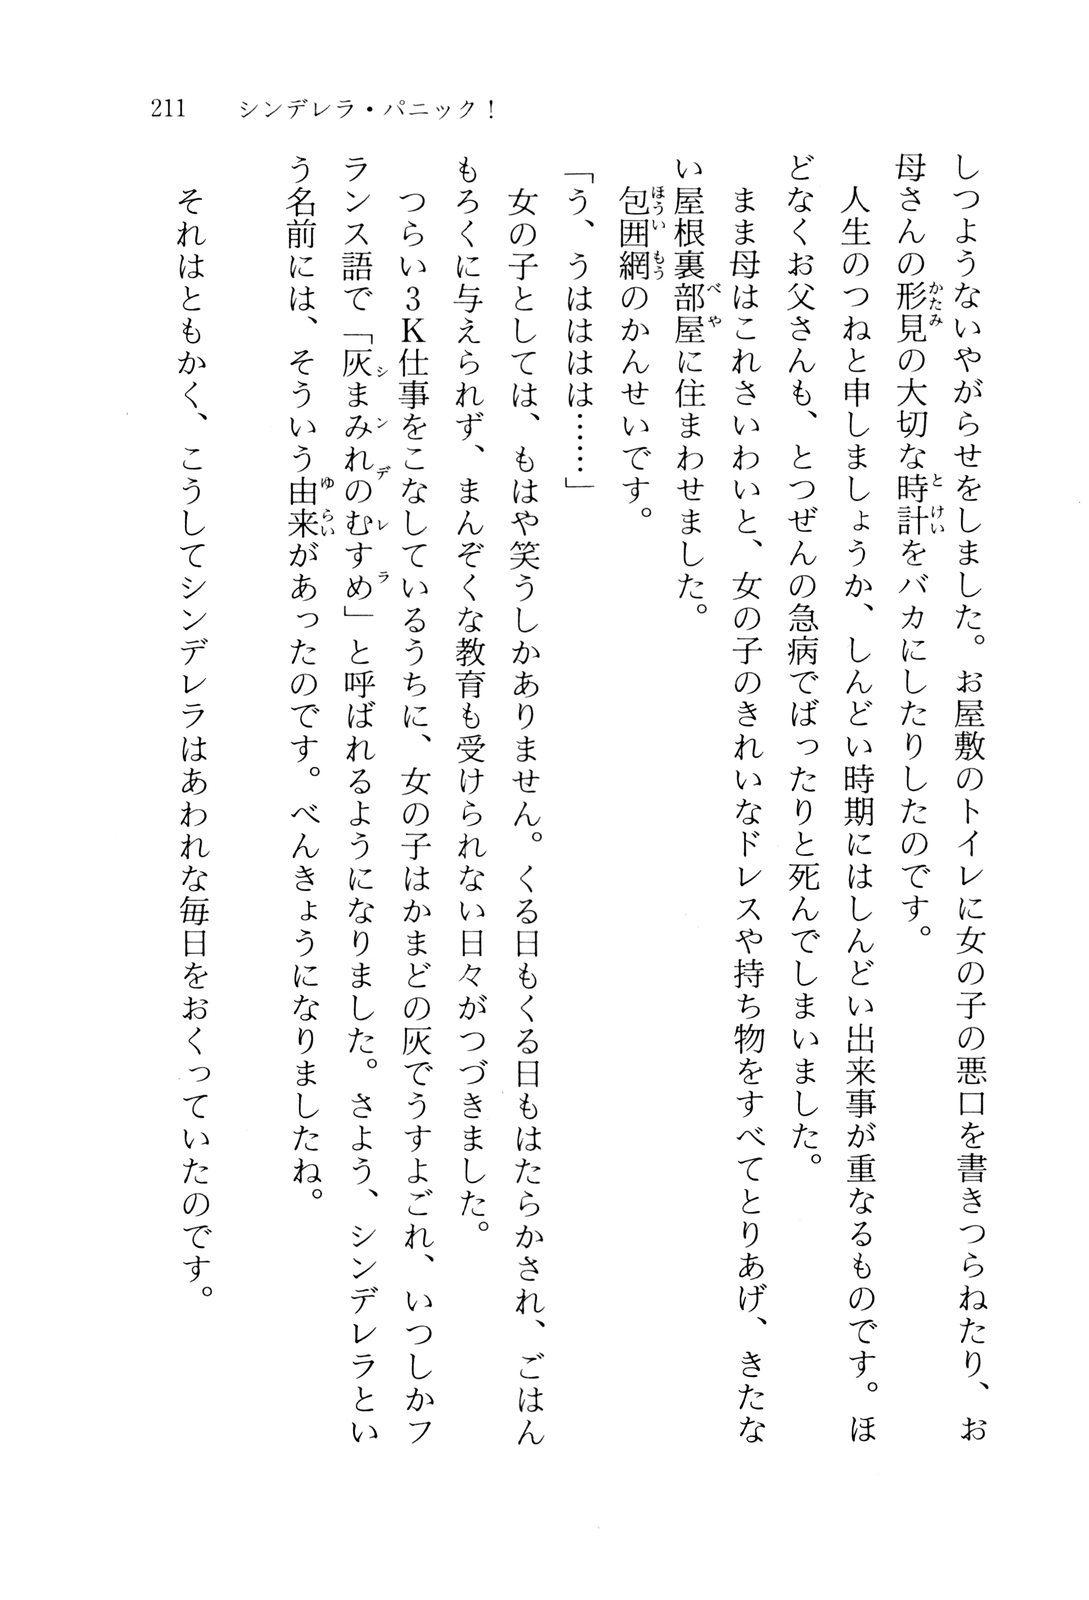 211 シンデレラ・パニック！
しつようないやがらせをしました。お屋敷のトイレに女の子の悪口を書きつらねたり、お
母さんの形見の大切な時計をバカにしたりしたのです。
人生のつねと申しましょうか、しんどい時期にはしんどい出来事が重なるものです。ほ
どなくお父さんも、とつぜんの急病でばったりと死んでしまいました。
まま母はこれさいわいと、女の子のきれいなドレスや持ち物をすべてとりあげ、きたな
い屋根裏部屋に住まわせました。
包囲網のかんせいです。
「う、うはははは……」
女の子としては、もはや笑うしかありません。くる日もくる日もはたらかされ、ごはん
もろくに与えられず、まんぞくな教育も受けられない日々がつづきました。
つらい３Ｋ仕事をこなしているうちに、女の子はかまどの灰でうすよごれ、いつしかフ
ランス語で「灰まみれのむすめ」と呼ばれるようになりました。さよう、シンデレラとい
う名前には、そういう由来があったのです。べんきょうになりましたね。
それはともかく、こうしてシンデレラはあわれな毎日をおくっていたのです。